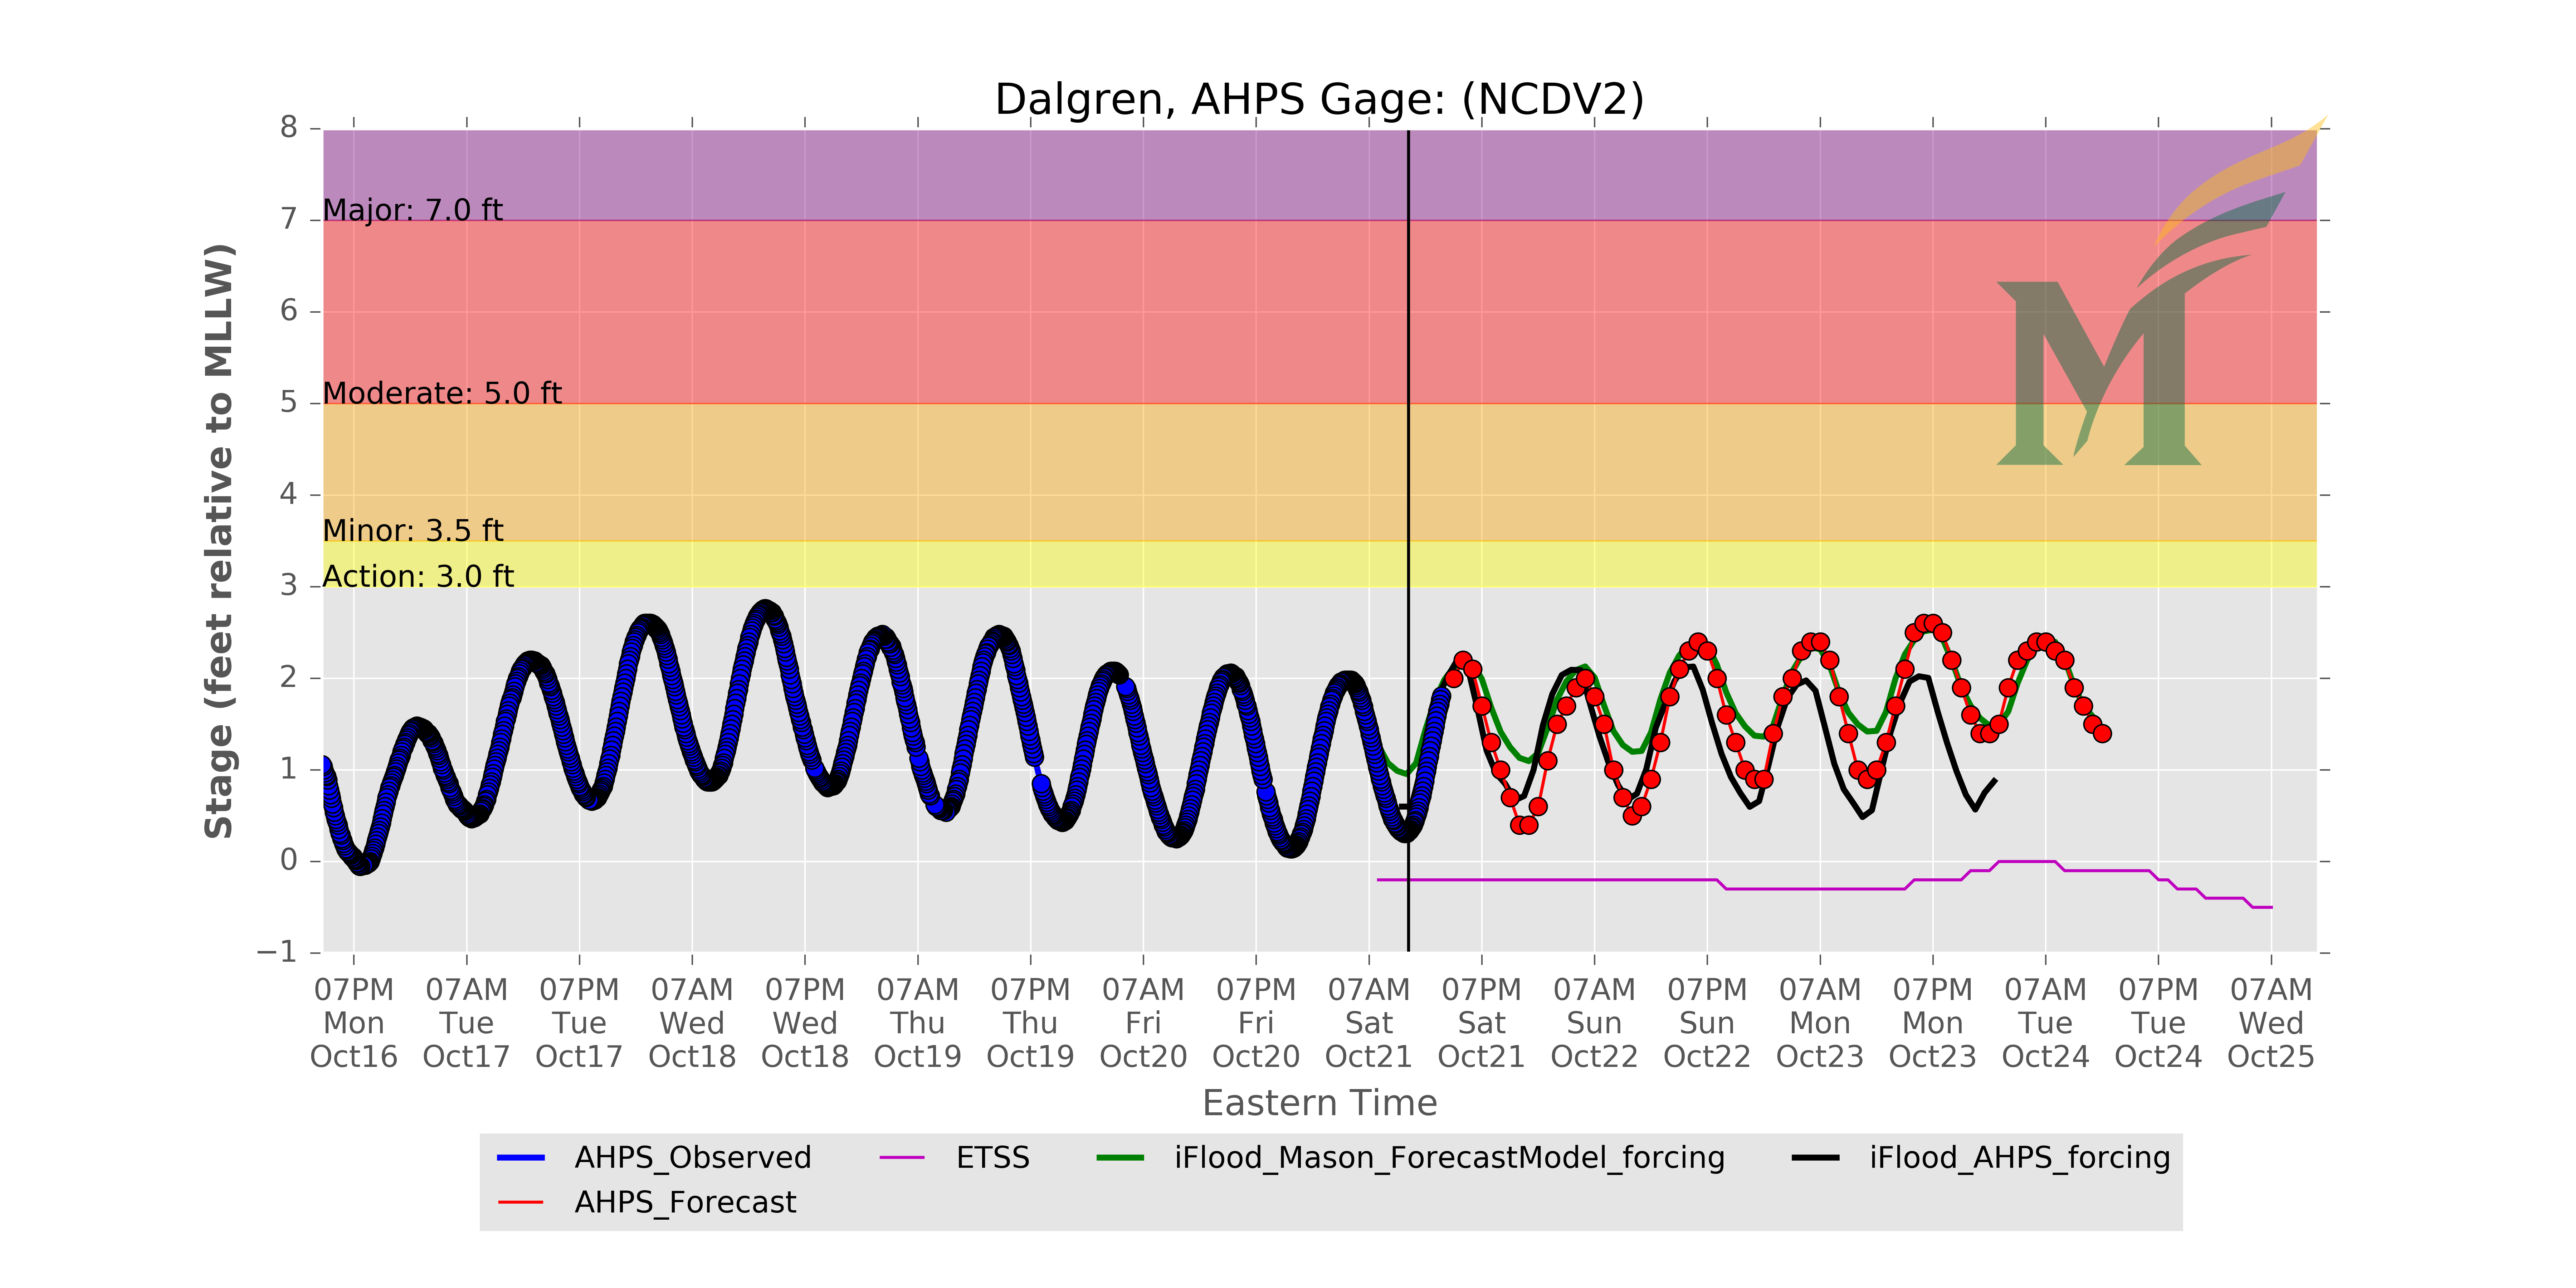 Dalgren, AHPS Gage: (NCDV2)
8
7
6
5
4
3
2
1
0
−1
Stage (feet relative to MLLW)
Major: 7.0 ft
Moderate: 5.0 ft
Minor: 3.5 ft
Action: 3.0 ft
M
07PM 07AM 07PM 07AM 07PM 07AM 07PM 07AM 07PM 07AM 07PM 07AM 07PM 07AM 07PM 07AM 07PM 07AM
Mon Tue Tue Wed Wed Thu Thu Fri Fri Sat Sat Sun Sun Mon Mon Tue Tue Wed
Oct16 Oct17 Oct17 Oct18 Oct18 Oct19 Oct19 Oct20 Oct20 Oct21 Oct21 Oct22 Oct22 Oct23 Oct23 Oct24 Oct24 Oct25
Eastern Time
AHPS_Observed ETSS iFlood_Mason_ForecastModel_forcing iFlood_AHPS_forcing
AHPS_Forecast